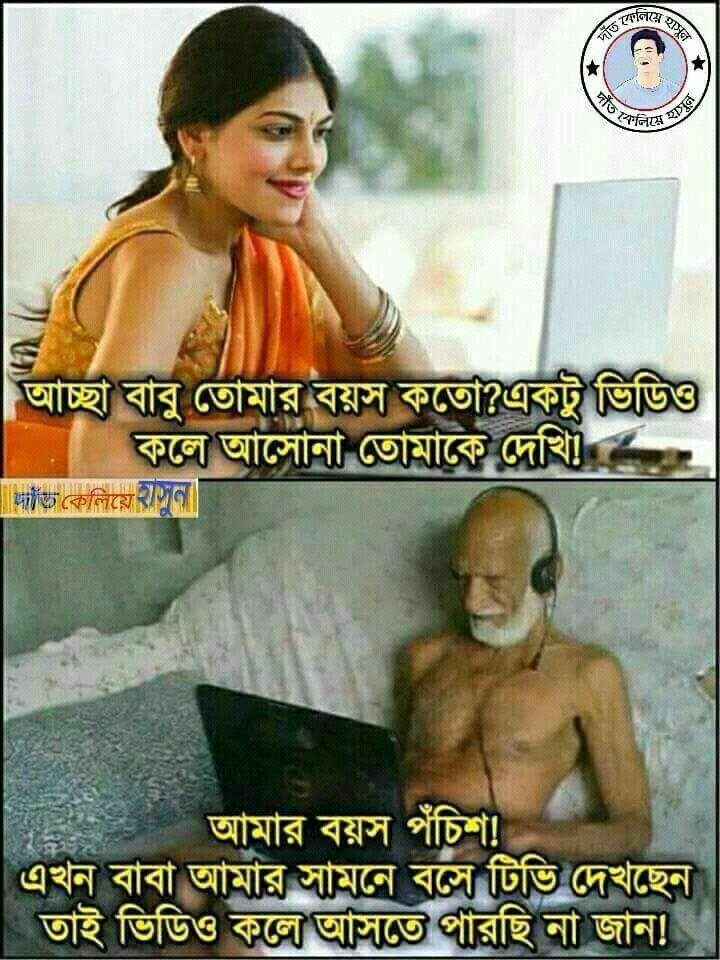 দাঁত কেলিয়ে হাসুন
দাঁত কেলিয়ে হাসুন
আচ্ছা বাবু তোমার বয়স কতো?একটু ভিডিও
কলে আসোনা তোমাকে দেখি!
দাঁত কেলিয়ে হাসুন
আমার বয়স পঁচিশ!
এখন বাবা আমার সামনে বসে টিভি দেখছেন
তাই ভিডিও কলে আসতে পারছি না জান!